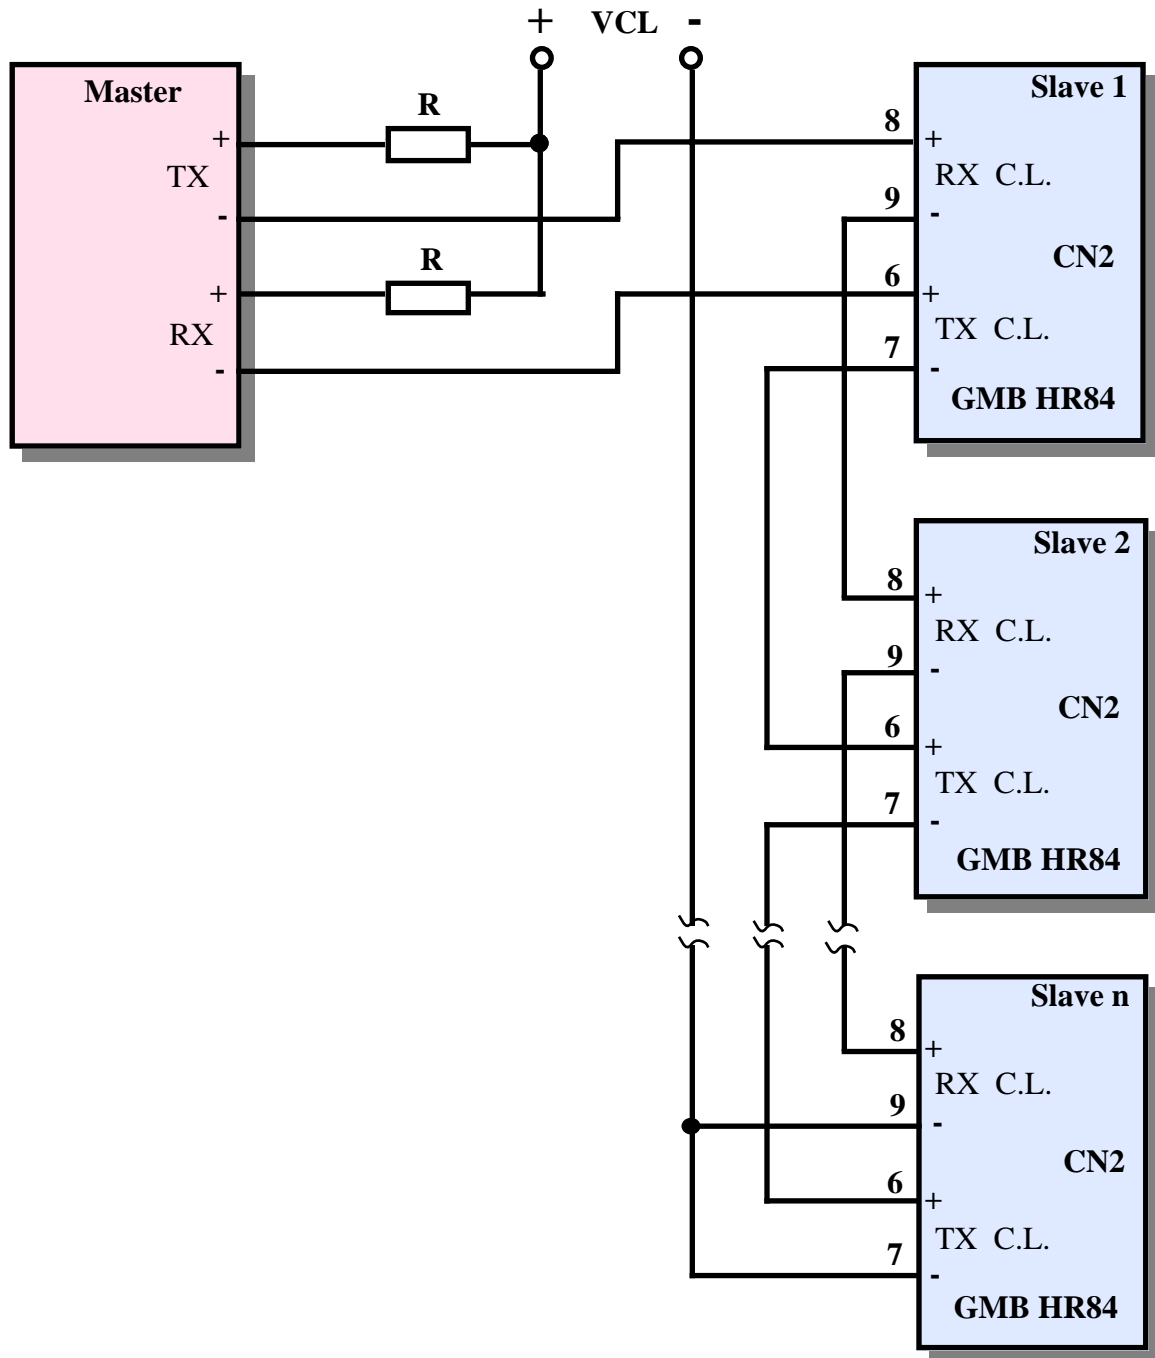 + VCL -
Master
+
TX
-
+
RX
-
R
R
Slave 1
8
+
RX C.L.
9
-
CN2
6
+
TX C.L.
7
-
GMB HR84
Slave 2
8
+
RX C.L.
9
-
CN2
6
+
TX C.L.
7
-
GMB HR84
Slave n
8
+
RX C.L.
9
-
CN2
6
+
TX C.L.
7
-
GMB HR84